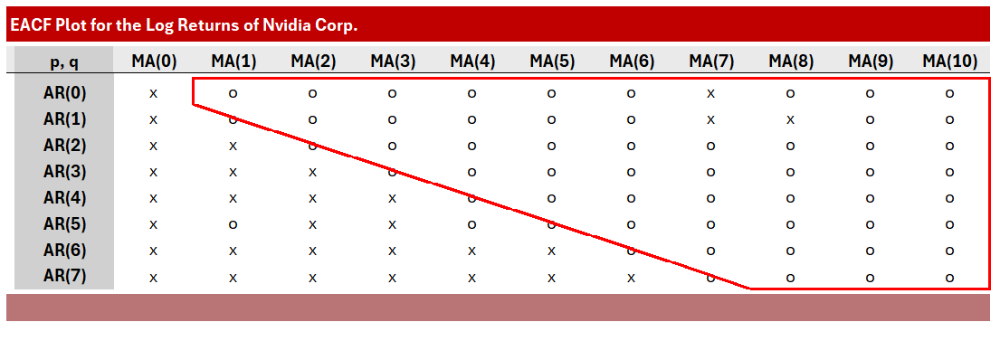 EACF Plot for the Log Returns of Nvidia Corp.
p, q MA(0) MA(1) MA(2) MA(3) MA(4) MA(5) MA(6) MA(7) MA(8) MA(9) MA(10)
AR(0) x o o o o o o x o o o
AR(1) x o o o o o o x x o o
AR(2) x x o o o o o o o o o
AR(3) x x x o o o o o o o o
AR(4) x x x x o o o o o o o
AR(5) x o x x o o o o o o o
AR(6) x x x x x x o o o o o
AR(7) x x x x x x x o o o o